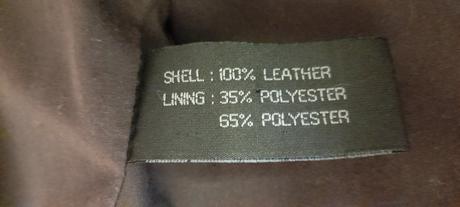 SHELL : 100% LEATHER
LINING : 35% POLYESTER
65% POLYESTER